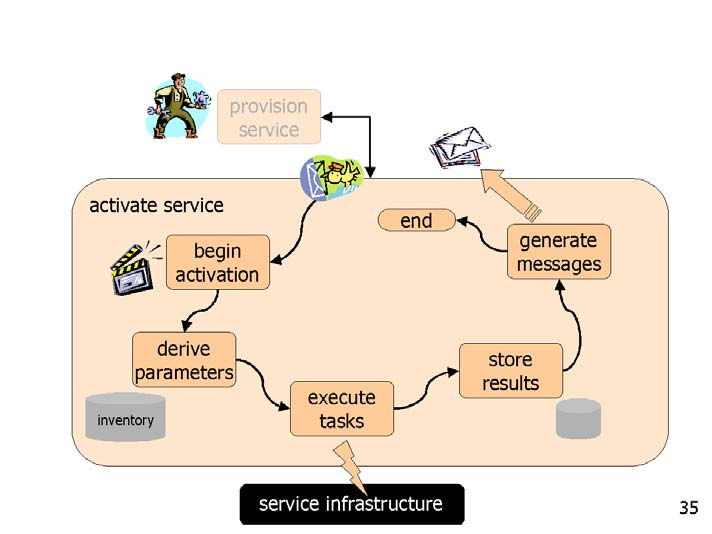 provision
service
activate service
end
generate
messages
begin
activation
derive
parameters
store
results
execute
tasks
inventory
service infrastructure
35